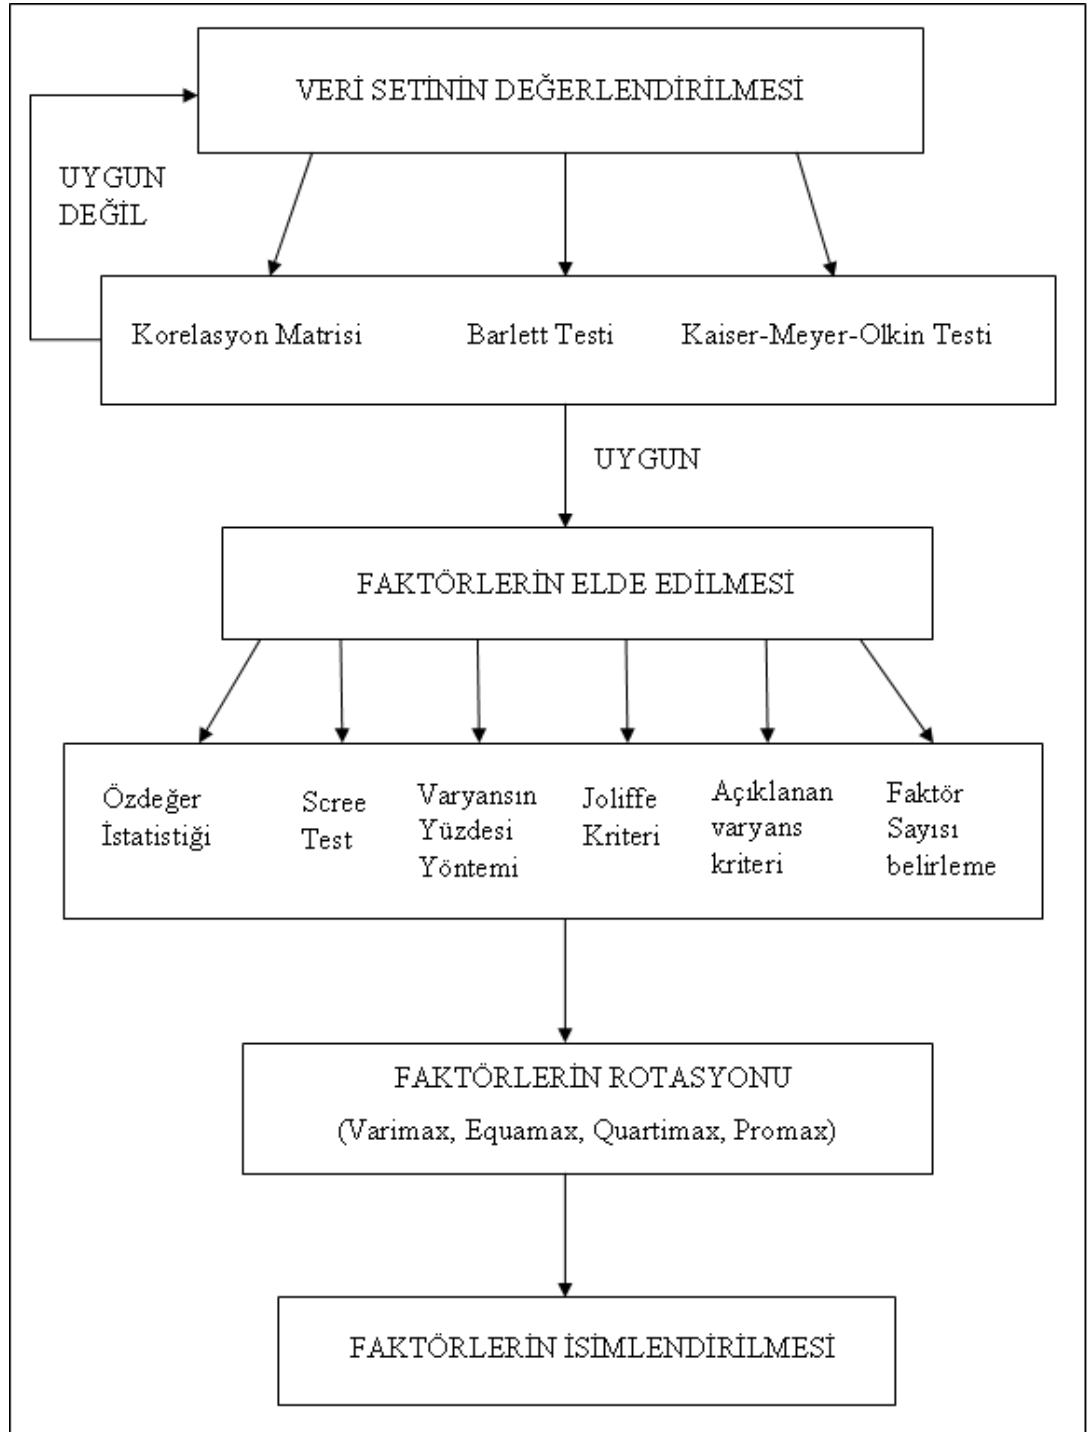 VERİ SETİNİN DEĞERLENDİRİLMESİ
UYGUN
DEĞİL
Korelasyon Matrisi
Barlett Testi
Kaiser-Meyer-Olkin Testi
UYGUN
FAKTÖRLERİN ELDE EDİLMESİ
Özdeğer
İstatistiği
Scree
Test
Varyansın
Yüzdesi
Yöntemi
Joliffe
Kriteri
Açıklanan
varyans
kriteri
Faktör
Sayısı
belirleme
FAKTÖRLERİN ROTASYONU
(Varimax, Equamax, Quartimax, Promax)
FAKTÖRLERİN İSİMLENDİRİLMESİ